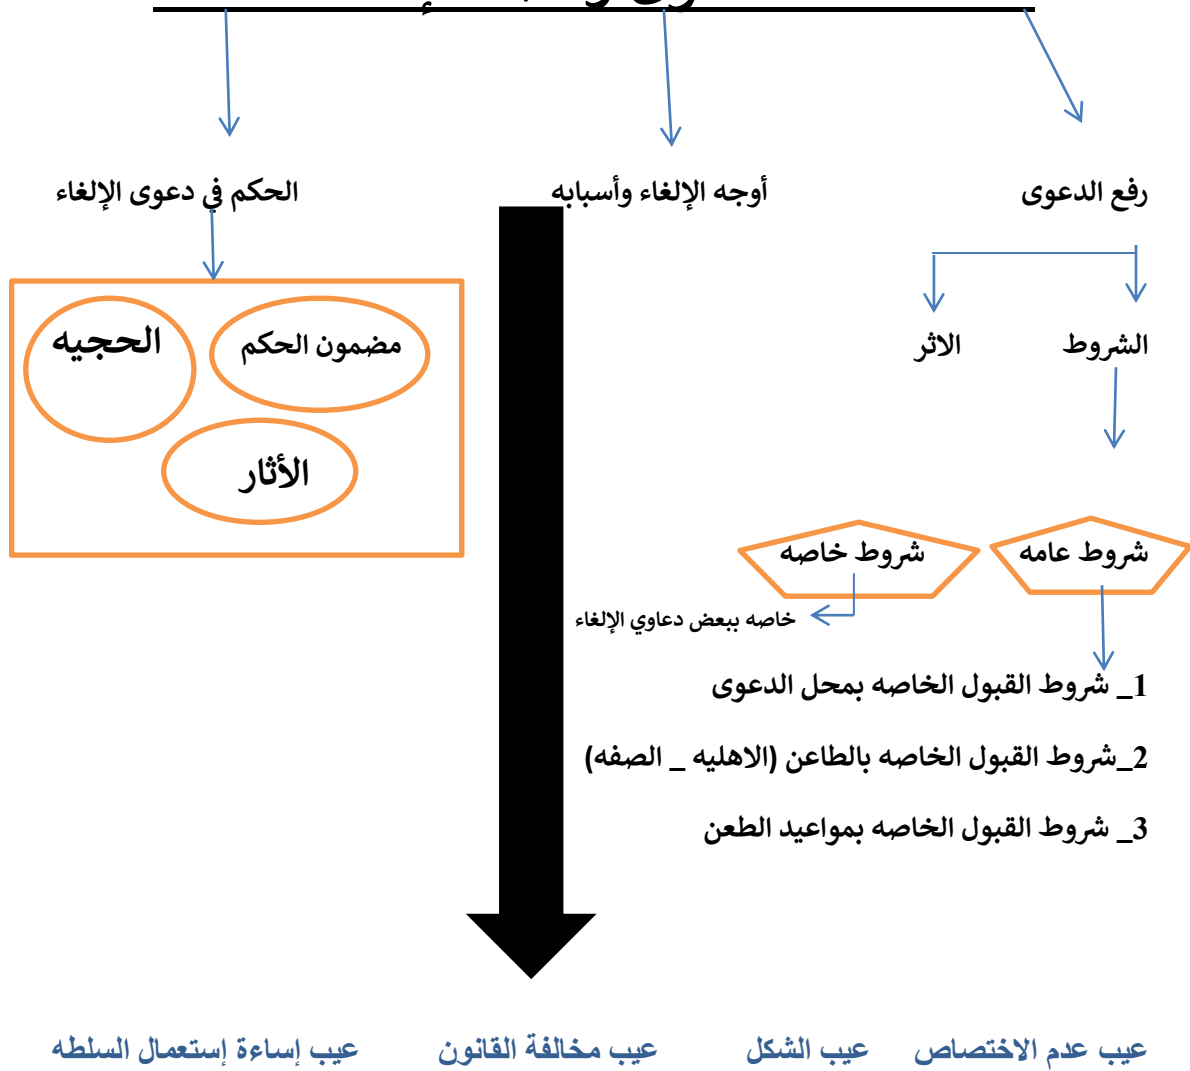 رفع الدعوى
أوجه الإلغاء وأسبابه
الحكم في دعوى الإلغاء
الشروط
الاثر
مضمون الحكم
الحجيه
الأثار
شروط عامه
شروط خاصه
خاصه ببعض دعاوي الإلغاء
1_ شروط القبول الخاصه بمحل الدعوى
2_شروط القبول الخاصه بالطاعن (الاهليه _ الصفه)
3_ شروط القبول الخاصه بمواعيد الطعن
عيب عدم الاختصاص عيب الشكل عيب مخالفة القانون عيب إساءة إستعمال السلطه